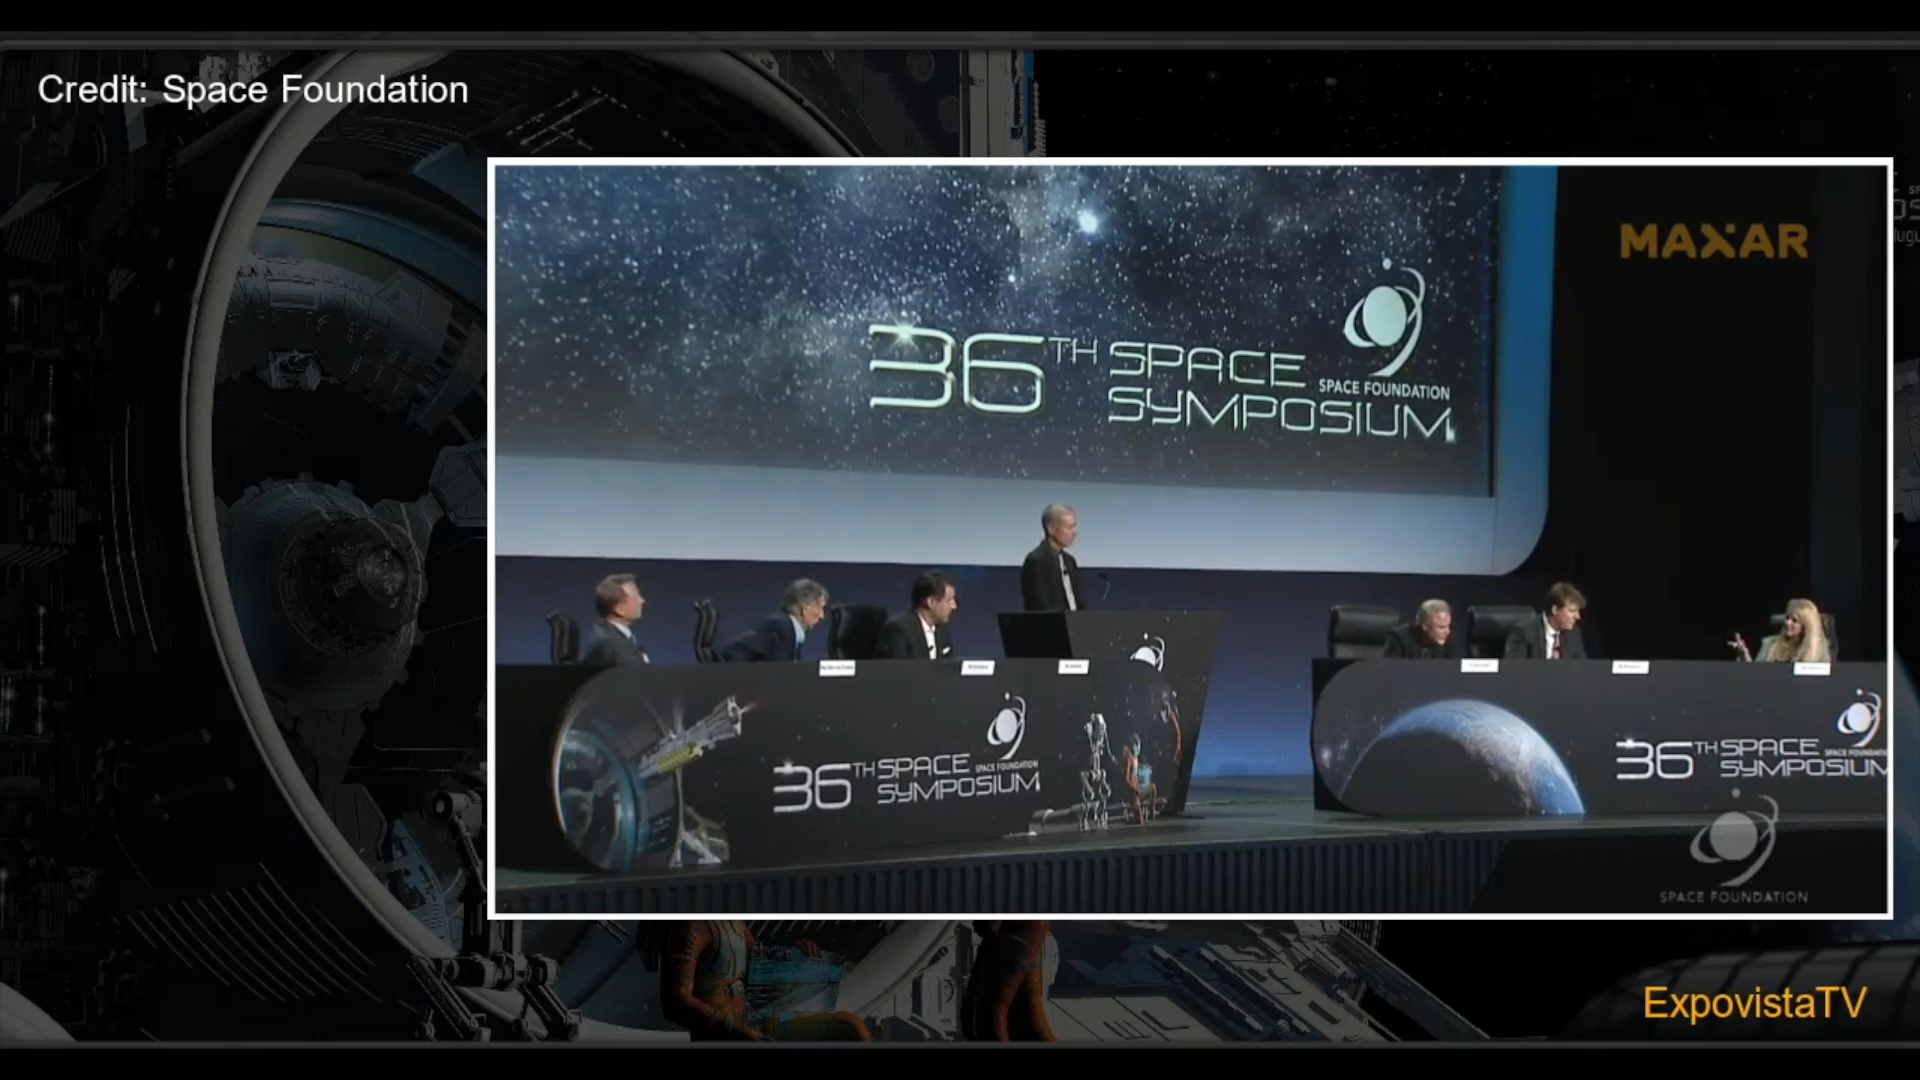 Credit: Space Foundation
MAXAR
36TH SPACE
SYMPOSIUM
SPACE FOUNDATION
36TH SPACE
SYMPOSIUM
SPACE FOUNDATION
36TH SPACE
SYMPOSIUM
SPACE FOUNDATION
ExpovistaTV